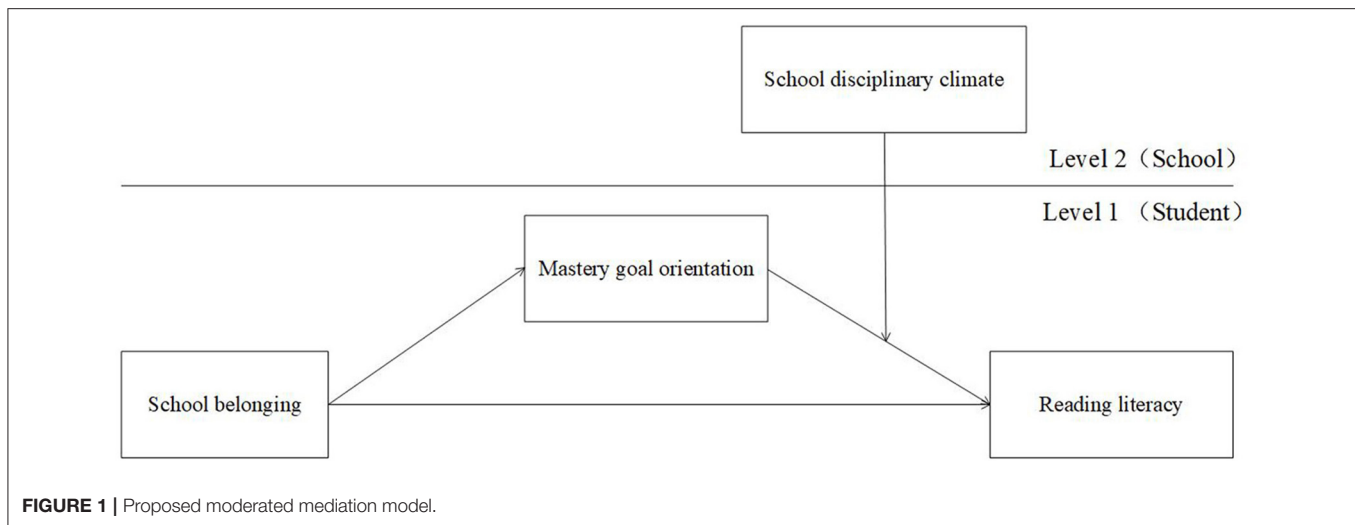 School disciplinary climate
Level 2（School）
Level 1 （Student）
Mastery goal orientation
School belonging
Reading literacy
FIGURE 1 | Proposed moderated mediation model.